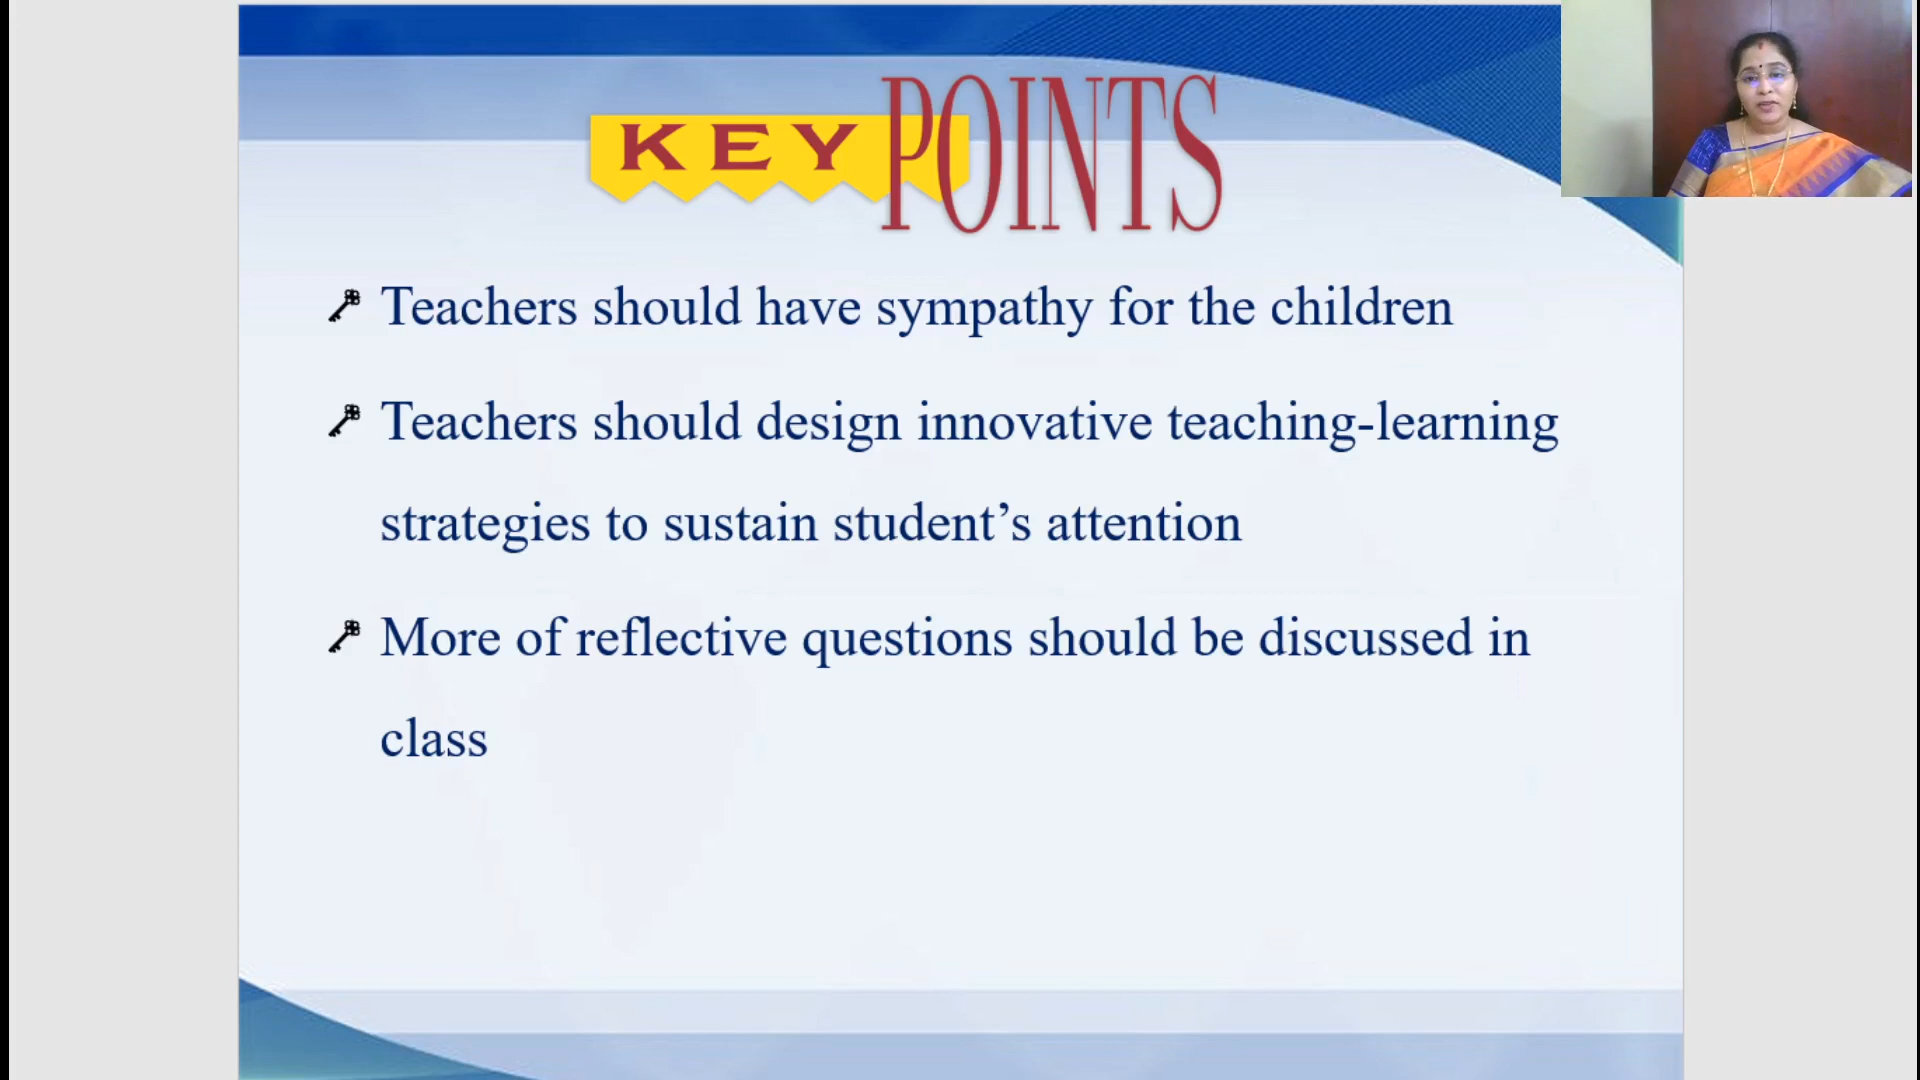 KEY POINTS
Teachers should have sympathy for the children
Teachers should design innovative teaching-learning
strategies to sustain student’s attention
More of reflective questions should be discussed in
class